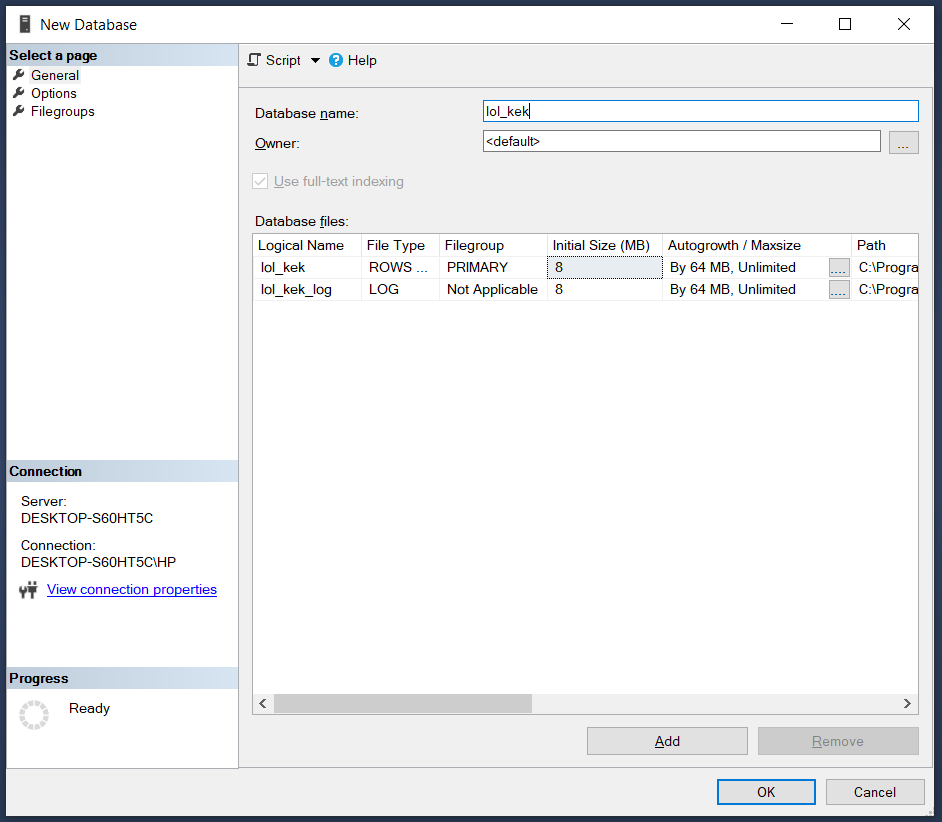 New Database
Select a page
General
Options
Filegroups
Script Help
Database name: lol_kek
Owner: <default> ...
Use full-text indexing
Database files:
Logical Name File Type Filegroup Initial Size (MB) Autogrowth / Maxsize Path
lol_kek ROWS ... PRIMARY 8 By 64 MB, Unlimited .... C:\Progra
lol_kek_log LOG Not Applicable 8 By 64 MB, Unlimited .... C:\Progra
Connection
Server:
DESKTOP-S60HT5C
Connection:
DESKTOP-S60HT5C\HP
View connection properties
Progress
Ready
Add Remove
OK Cancel